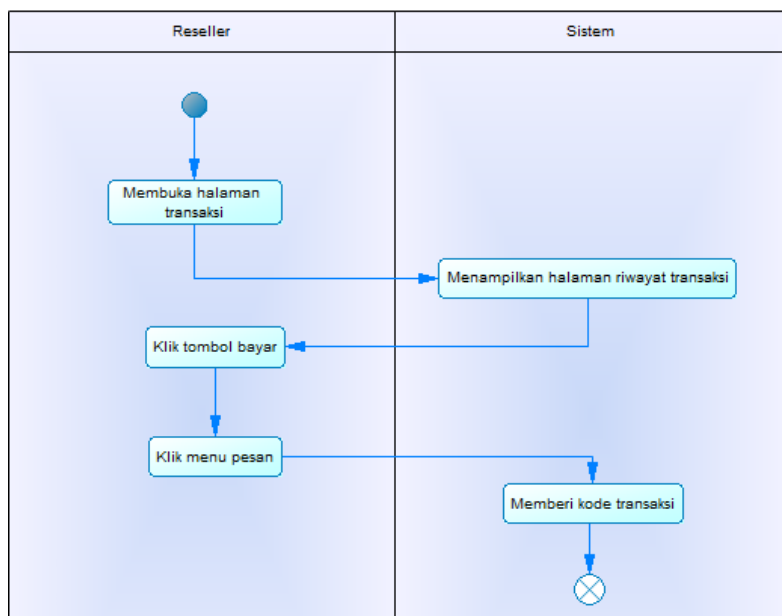 Reseller
Sistem
Membuka halaman
transaksi
Menampilkan halaman riwayat transaksi
Klik tombol bayar
Klik menu pesan
Memberi kode transaksi